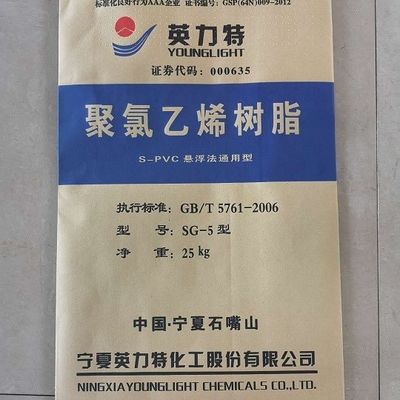 标准化良好行为AAA企业 证书编号: GSP(64N)009-2012
英力特
YOUNGLIGHT
证券代码: 000635
聚氯乙烯树脂
S-PVC 悬浮法通用型
执行标准: GB/T 5761-2006
型 号: SG-5型
净 重: 25kg
中国·宁夏石嘴山
宁夏英力特化工股份有限公司
NINGXIAYOUNGLIGHT CHEMICALS CO.,LTD.